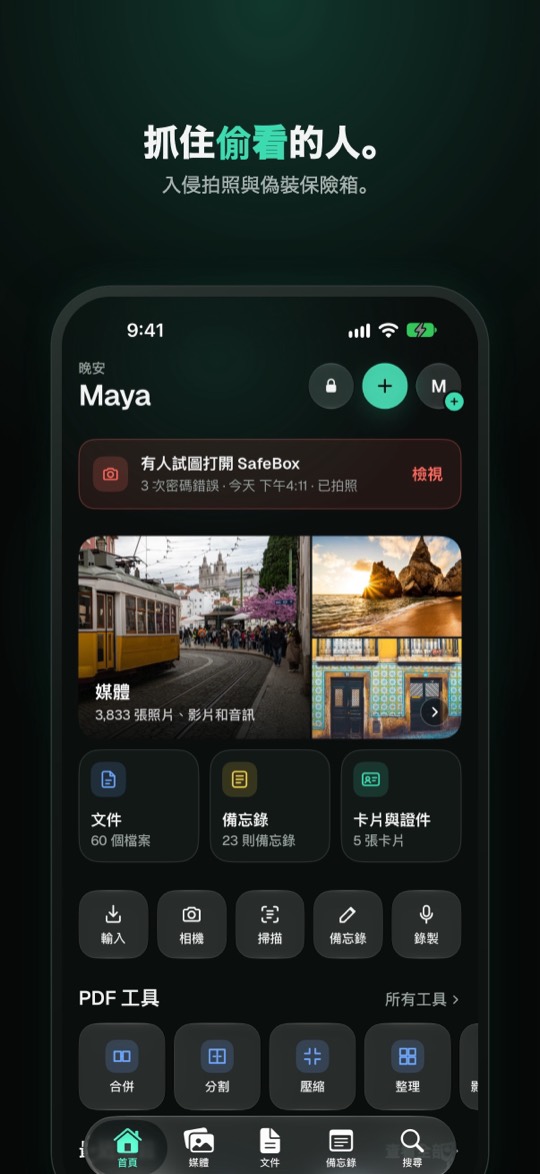 抓住偷看的人。
入侵拍照與偽裝保險箱。
9:41
晚安
Maya
M
有人試圖打開 SafeBox
3 次密碼錯誤 · 今天 下午4:11 · 已拍照
檢視
媒體
3,833 張照片、影片和音訊
文件
60 個檔案
備忘錄
23 則備忘錄
卡片與證件
5 張卡片
輸入
相機
掃描
備忘錄
錄製
PDF 工具
所有工具
合併
分割
壓縮
整理
首頁
媒體
文件
備忘錄
搜尋